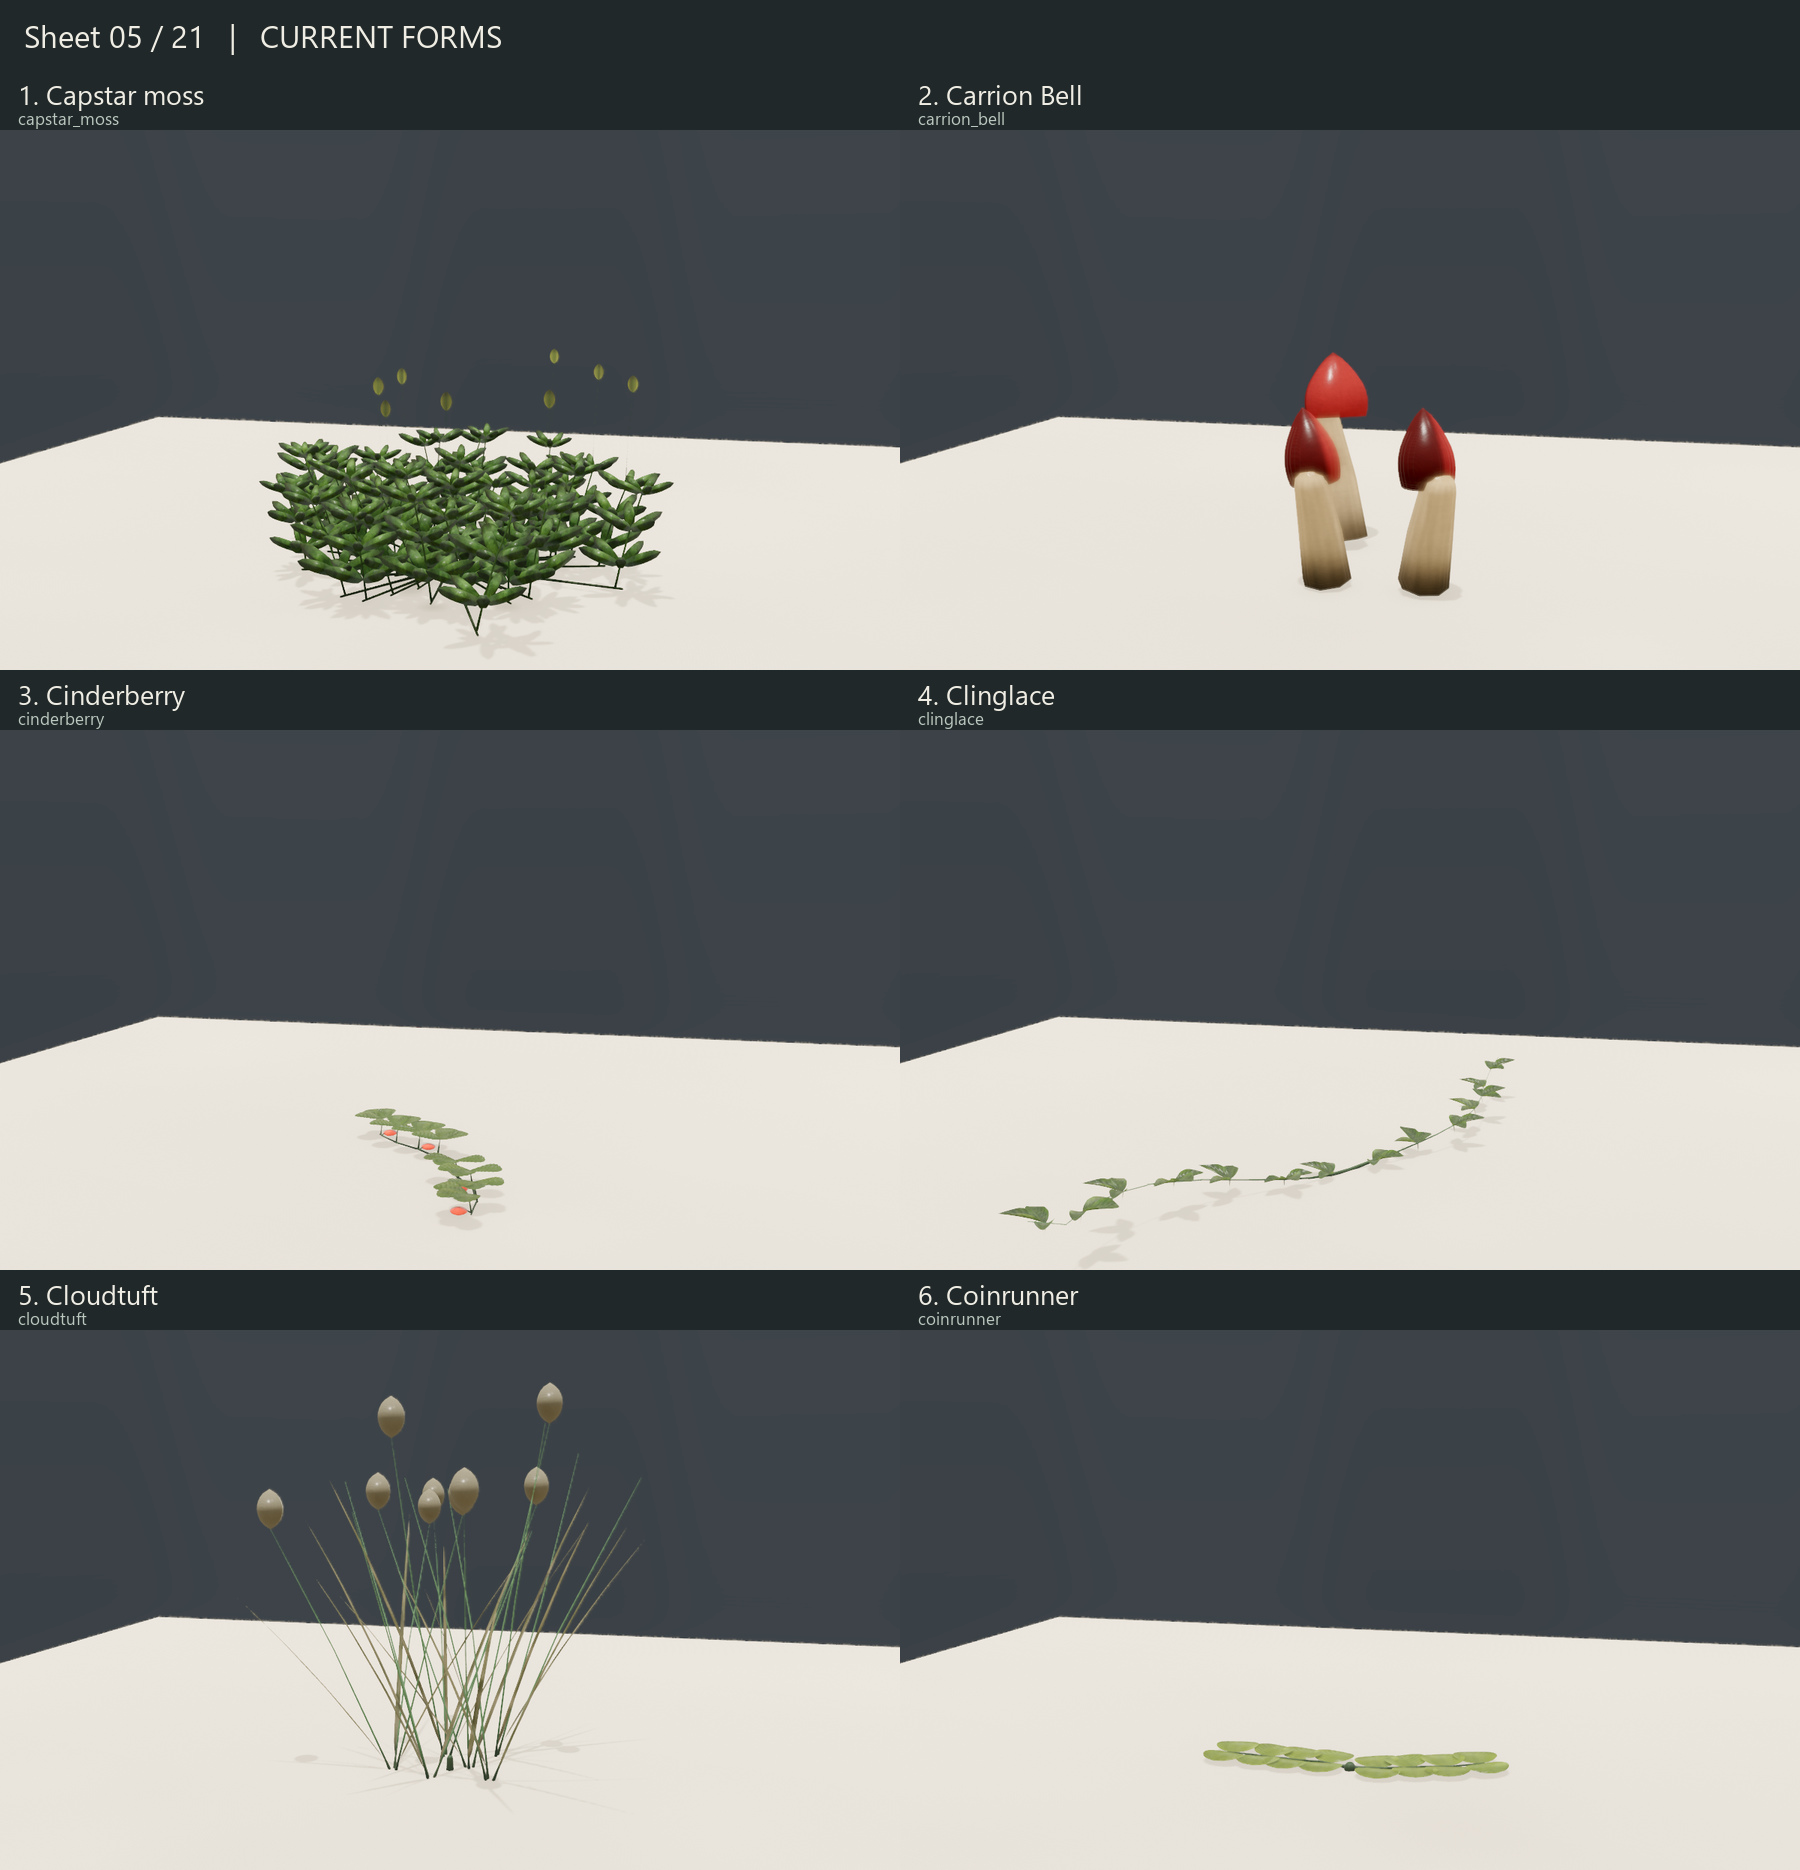 Sheet 05 / 21 | CURRENT FORMS
1. Capstar moss
capstar_moss
2. Carrion Bell
carrion_bell
3. Cinderberry
cinderberry
4. Clinglace
clinglace
5. Cloudtuft
cloudtuft
6. Coinrunner
coinrunner